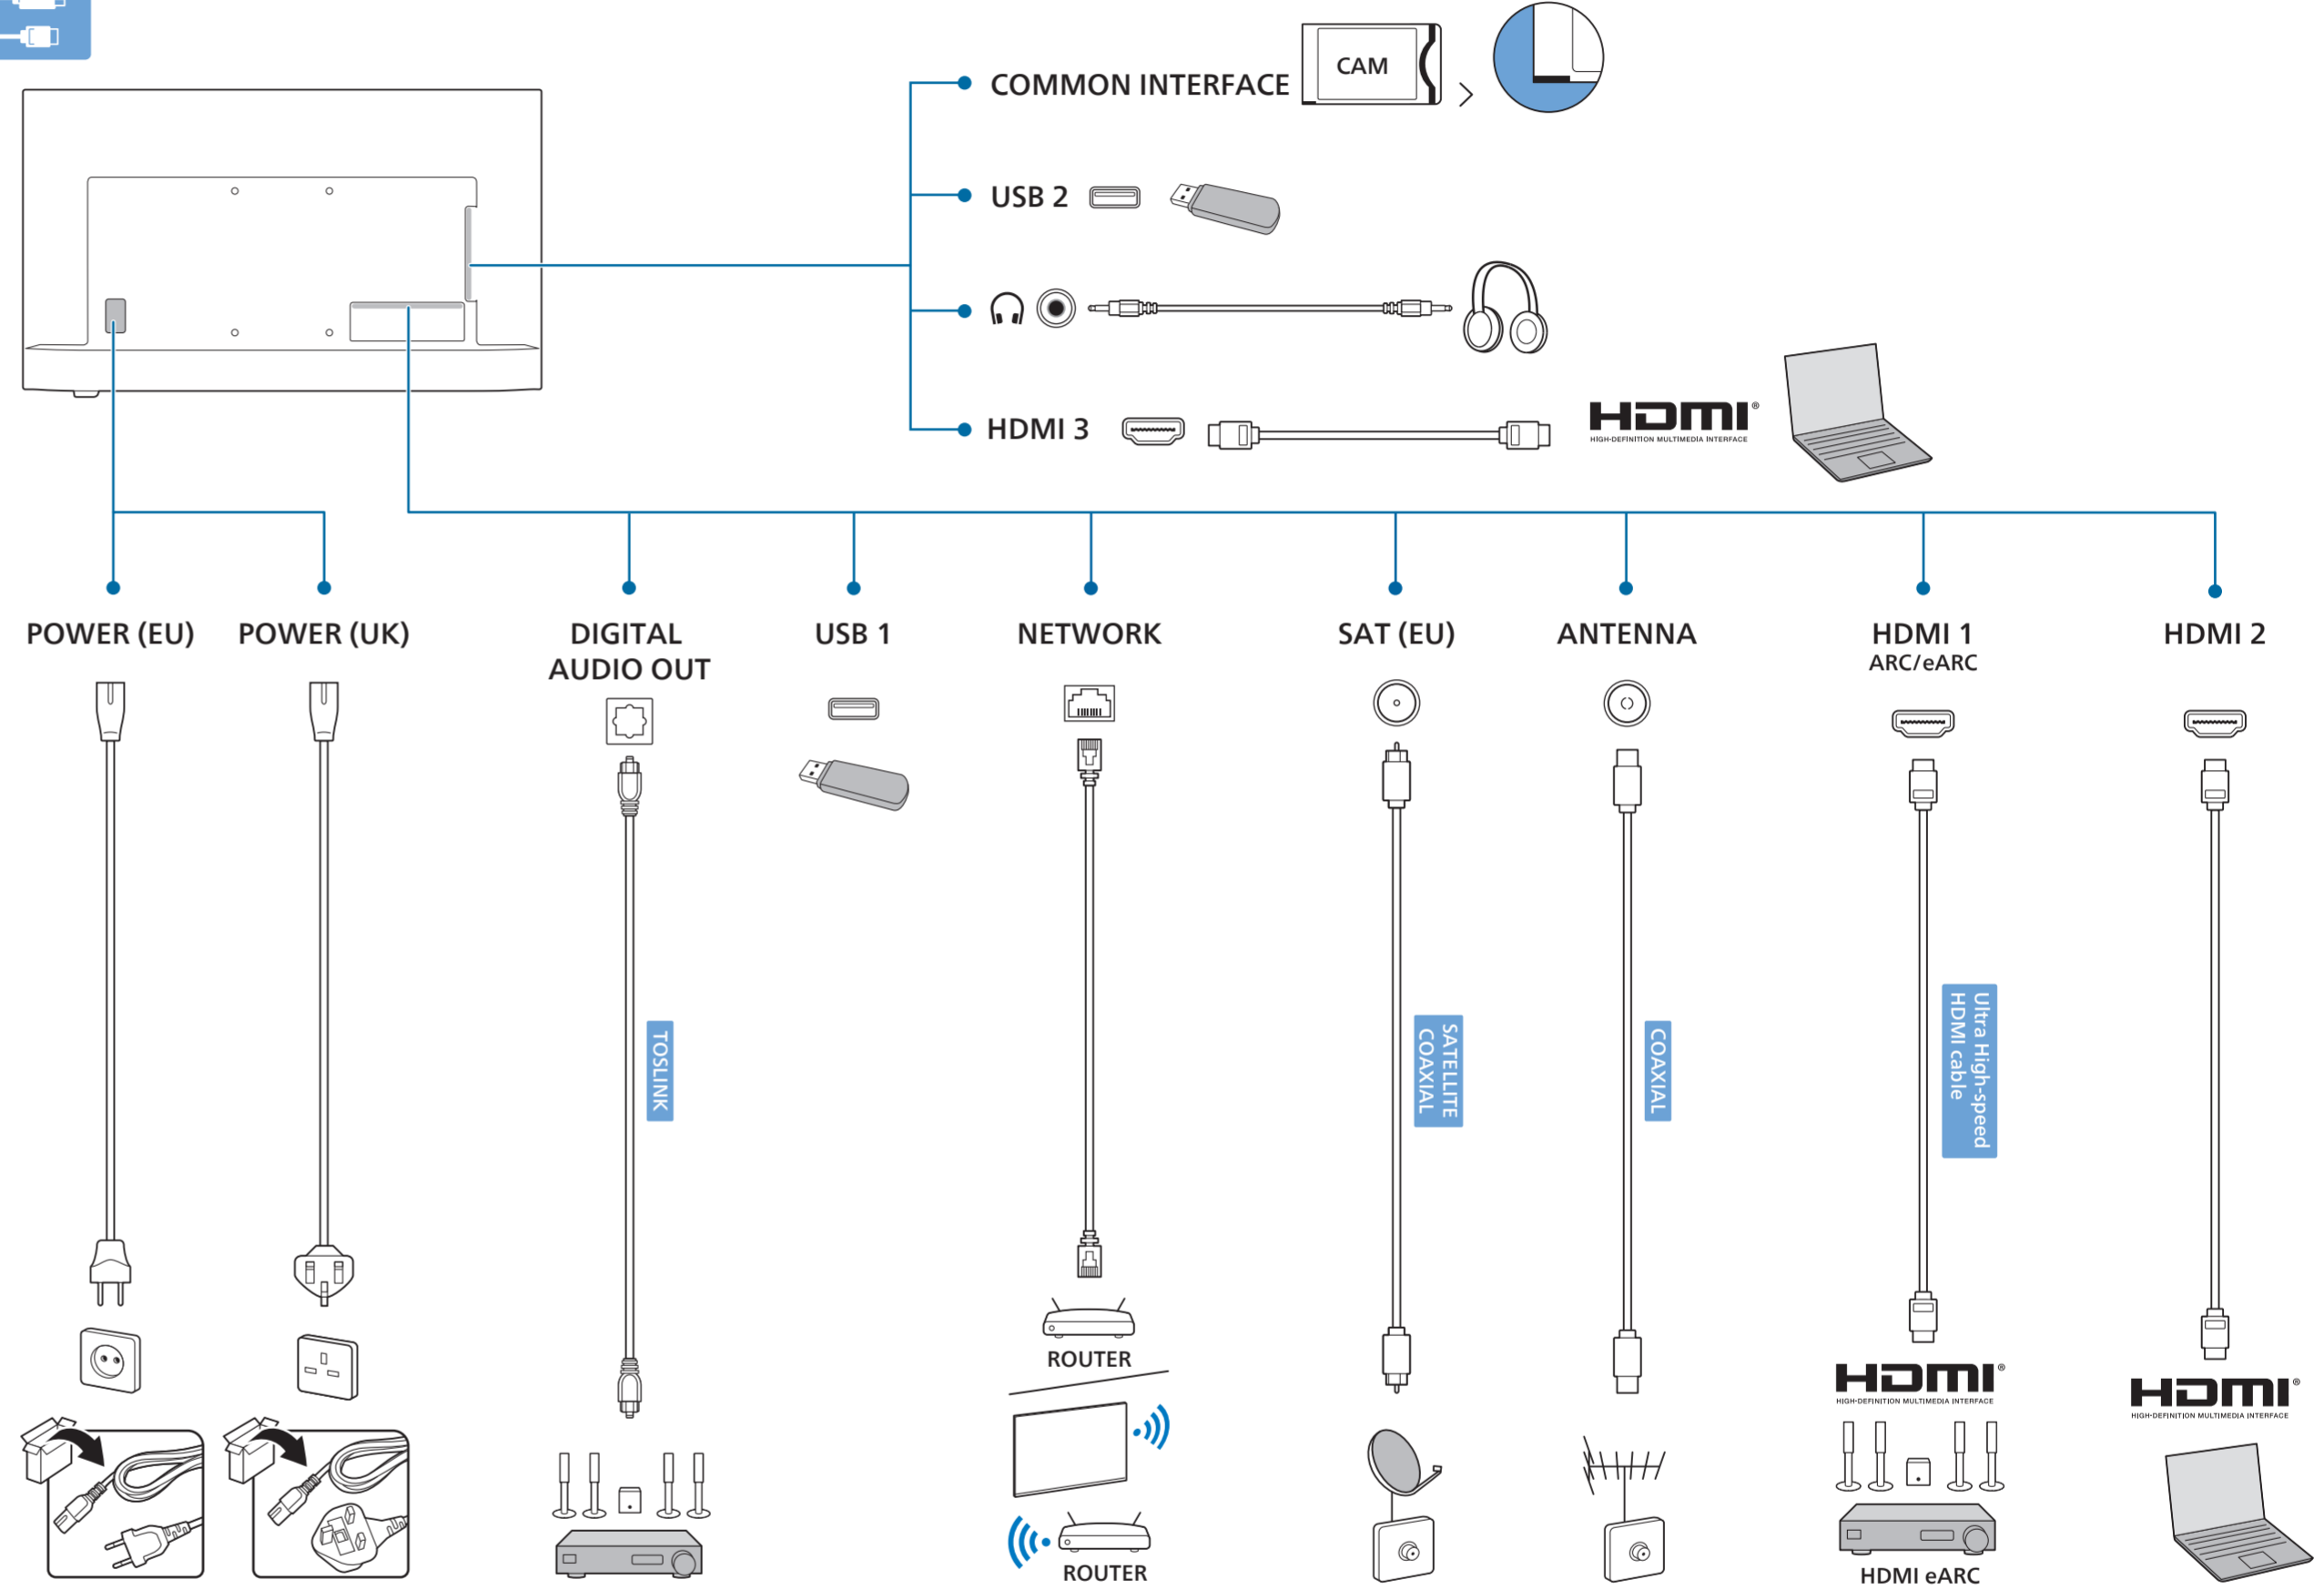 COMMON INTERFACE
CAM
USB 2
HDMI 3
HDMI®
HIGH-DEFINITION MULTIMEDIA INTERFACE
POWER (EU)
POWER (UK)
DIGITAL
AUDIO OUT
USB 1
NETWORK
SAT (EU)
ANTENNA
HDMI 1
ARC/eARC
HDMI 2
TOSLINK
SATELLITE
COAXIAL
COAXIAL
Ultra High-speed
HDMI cable
ROUTER
ROUTER
HDMI®
HIGH-DEFINITION MULTIMEDIA INTERFACE
HDMI eARC
HDMI®
HIGH-DEFINITION MULTIMEDIA INTERFACE